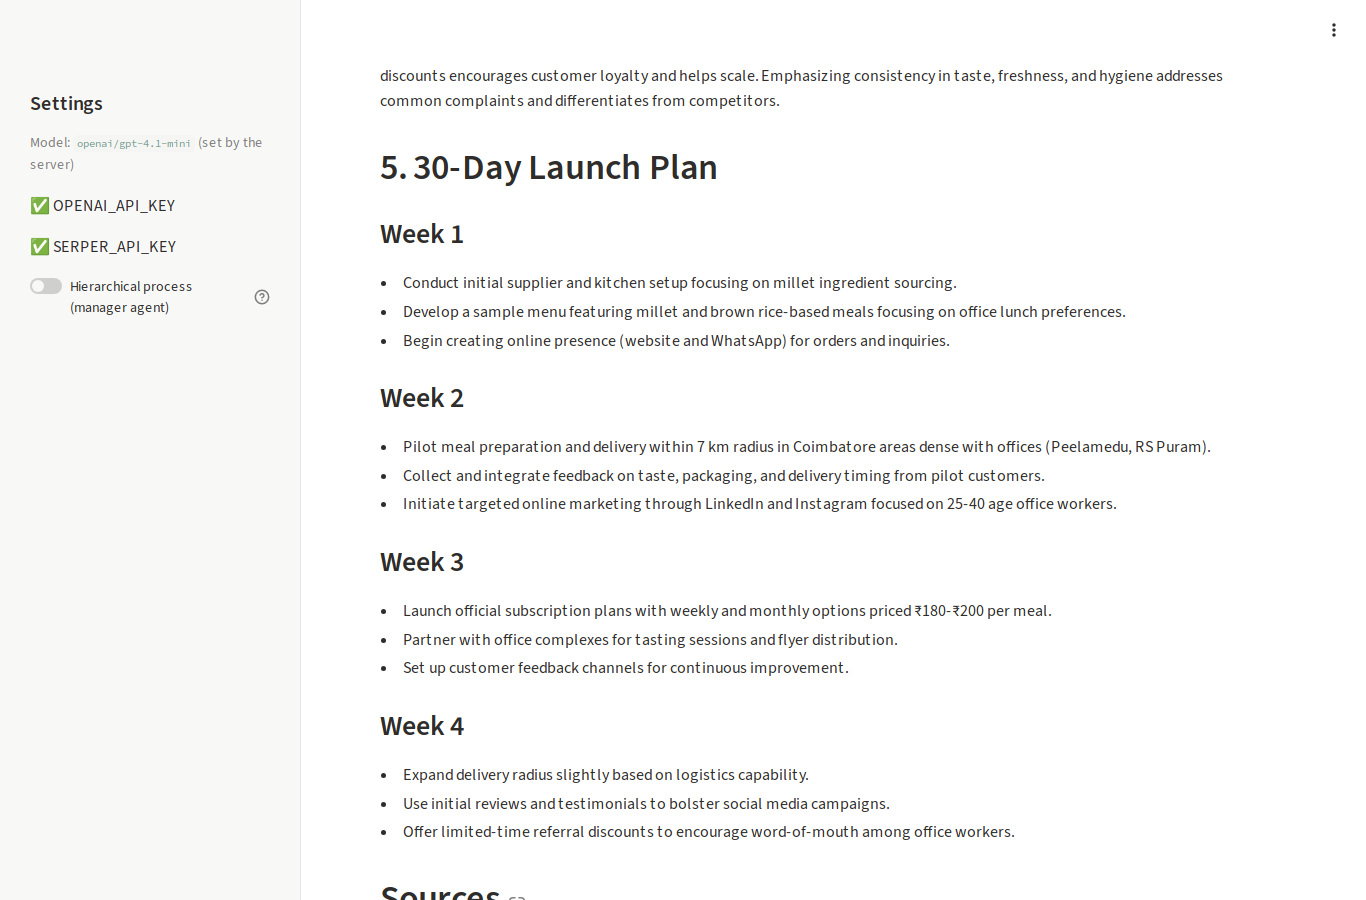 Settings
Model: openai/gpt-4.1-mini (set by the
server)
✅ OPENAI_API_KEY
✅ SERPER_API_KEY
Hierarchical process
(manager agent)
discounts encourages customer loyalty and helps scale. Emphasizing consistency in taste, freshness, and hygiene addresses
common complaints and differentiates from competitors.
5. 30-Day Launch Plan
Week 1
• Conduct initial supplier and kitchen setup focusing on millet ingredient sourcing.
• Develop a sample menu featuring millet and brown rice-based meals focusing on office lunch preferences.
• Begin creating online presence (website and WhatsApp) for orders and inquiries.
Week 2
• Pilot meal preparation and delivery within 7 km radius in Coimbatore areas dense with offices (Peelamedu, RS Puram).
• Collect and integrate feedback on taste, packaging, and delivery timing from pilot customers.
• Initiate targeted online marketing through LinkedIn and Instagram focused on 25-40 age office workers.
Week 3
• Launch official subscription plans with weekly and monthly options priced ₹180-₹200 per meal.
• Partner with office complexes for tasting sessions and flyer distribution.
• Set up customer feedback channels for continuous improvement.
Week 4
• Expand delivery radius slightly based on logistics capability.
• Use initial reviews and testimonials to bolster social media campaigns.
• Offer limited-time referral discounts to encourage word-of-mouth among office workers.
Sources